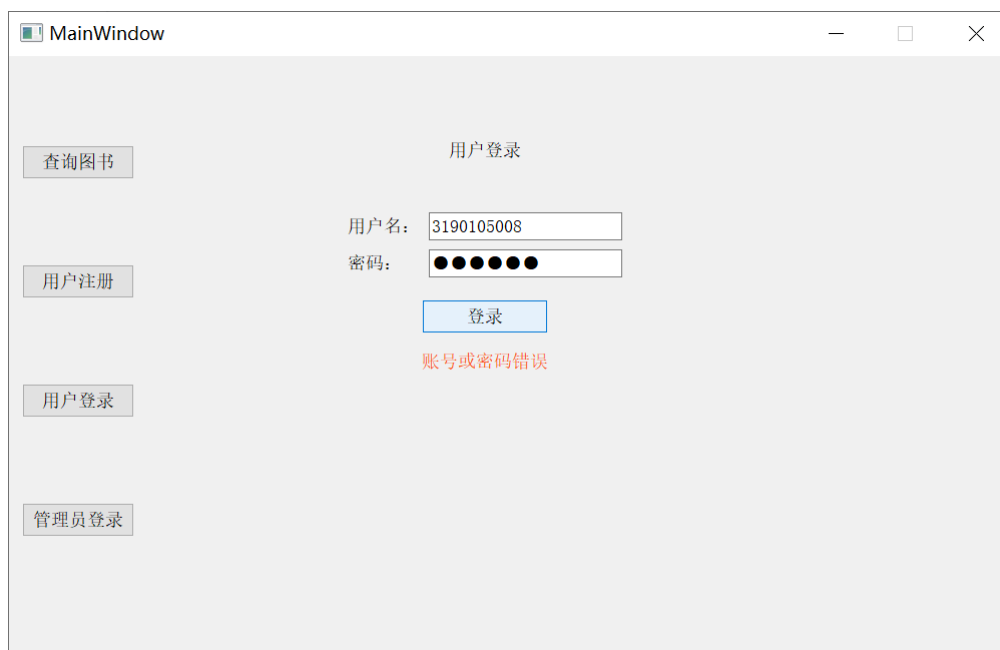 MainWindow
查询图书
用户登录
用户名： 3190105008
密码： ●●●●●●
用户注册
登录
账号或密码错误
用户登录
管理员登录